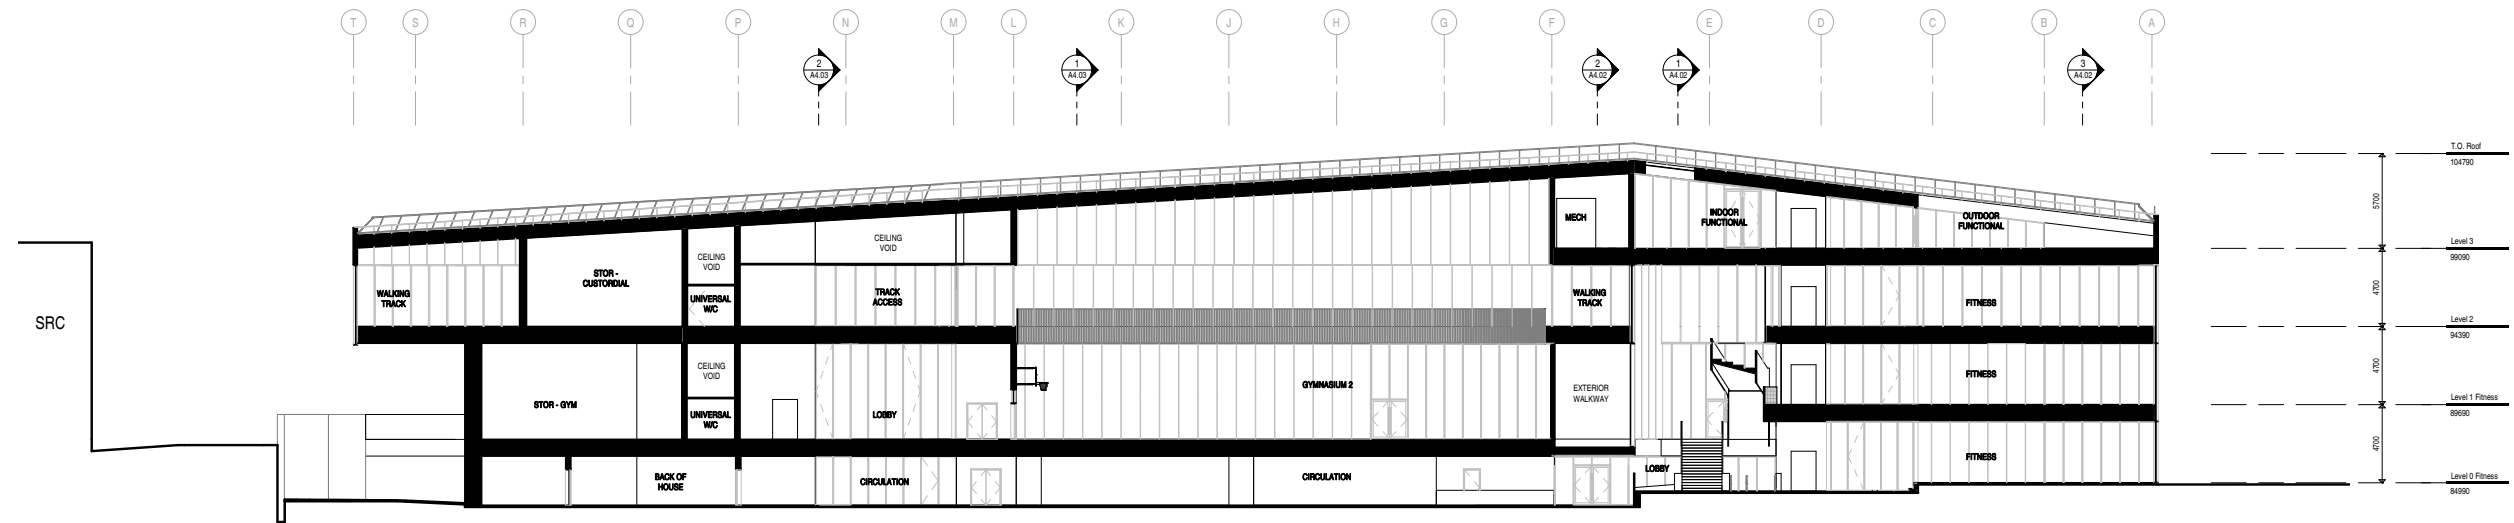 T S R Q P N M L K J H G F E D C B A
2
A4.03
1
A4.03
2
A4.02
1
A4.02
3
A4.02
T.O. Roof
104790
5700
Level 3
99090
4700
Level 2
94390
4700
Level 1 Fitness
89690
4700
Level 0 Fitness
84990
SRC
WALKING
TRACK
STOR -
CUSTORDIAL
CEILING
VOID
UNIVERSAL
W/C
CEILING
VOID
TRACK
ACCESS
MECH
WALKING
TRACK
INDOOR
FUNCTIONAL
OUTDOOR
FUNCTIONAL
FITNESS
STOR - GYM
CEILING
VOID
UNIVERSAL
W/C
LOBBY
GYMNASIUM 2
EXTERIOR
WALKWAY
FITNESS
BACK OF
HOUSE
CIRCULATION
CIRCULATION
LOBBY
FITNESS